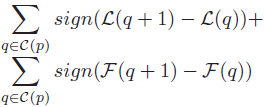 ∑_{q∈𝒞(p)} sign(ℒ(q + 1) − ℒ(q))+
∑_{q∈𝒞(p)} sign(ℱ(q + 1) − ℱ(q))